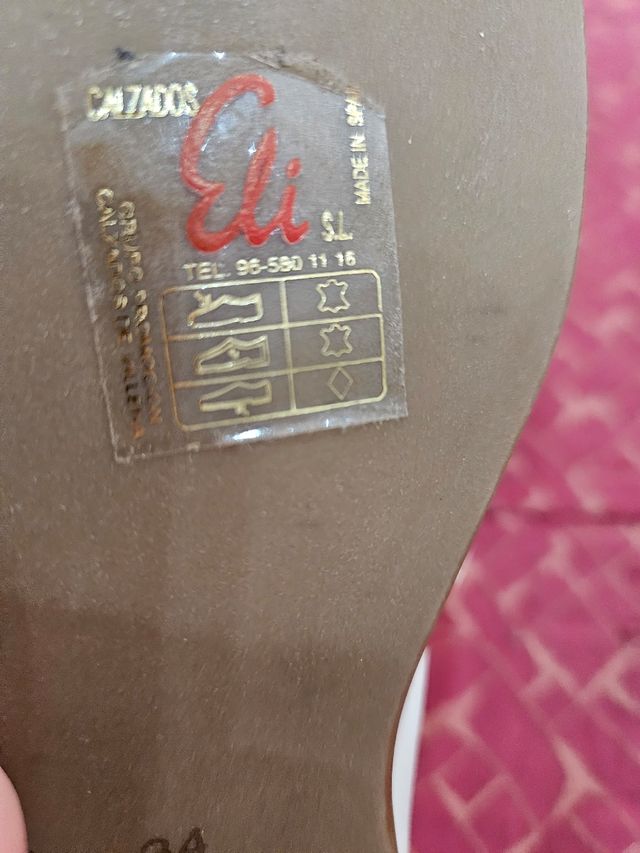 CALZADOS
Eli
S.L.
MADE IN SPAIN
TEL. 96-580 11 16
GRUPO PROMOCION
CALZADOS DE VILLENA